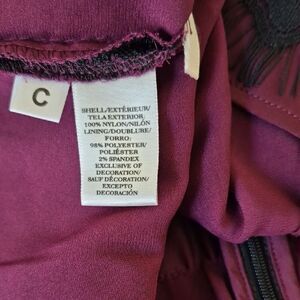 C
SHELL/EXTÉRIEUR/
TELA EXTERIOR:
100% NYLON/NILÓN
LINING/DOUBLURE/
FORRO:
98% POLYESTER/
POLIÉSTER
2% SPANDEX
EXCLUSIVE OF
DECORATION/
SAUF DÉCORATION/
EXCEPTO
DECORACIÓN